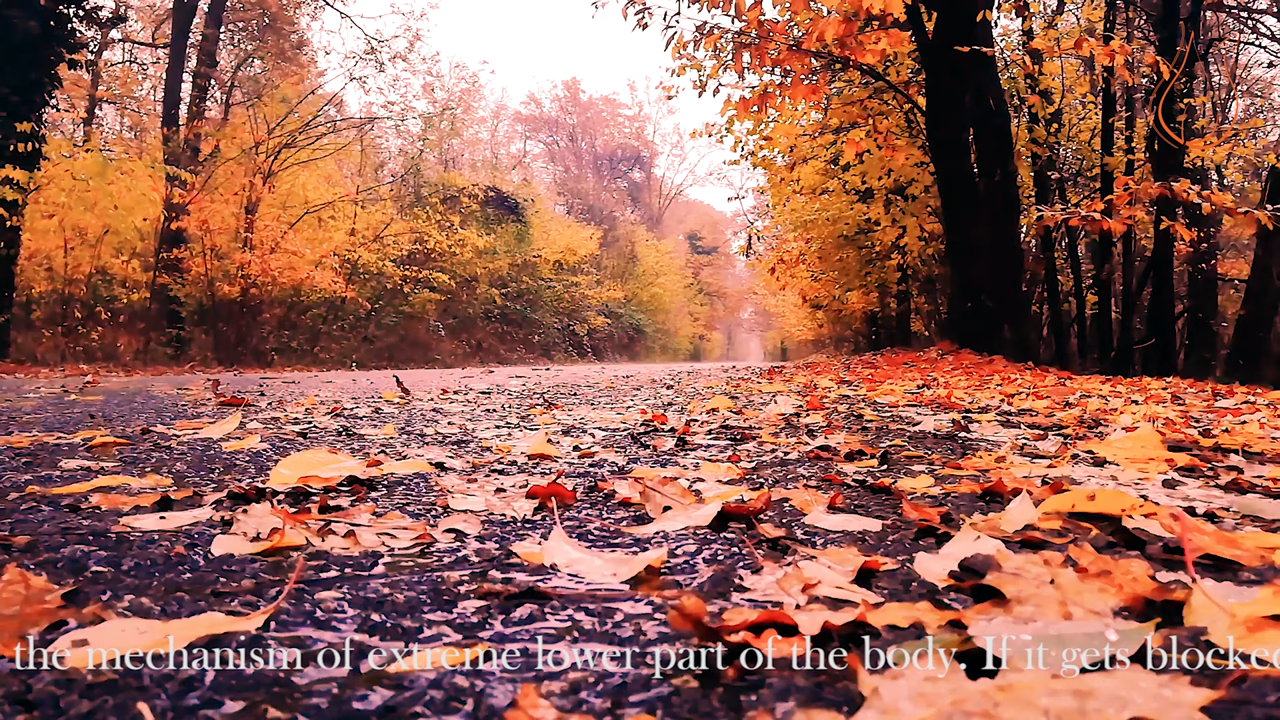 the mechanism of extreme lower part of the body. If it gets blocked